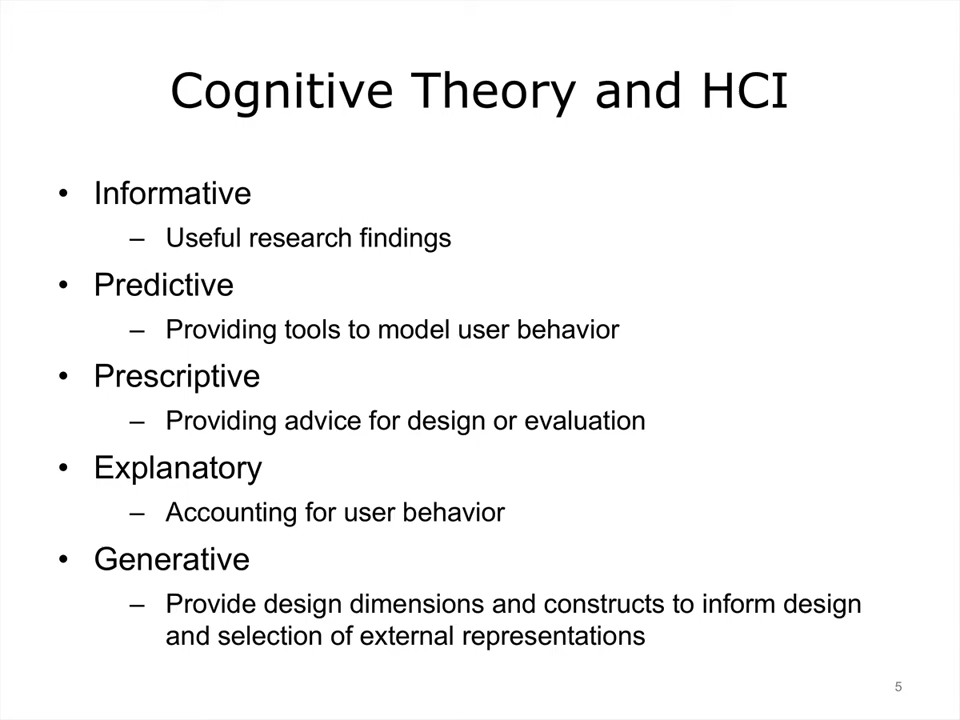 Cognitive Theory and HCI
• Informative
– Useful research findings
• Predictive
– Providing tools to model user behavior
• Prescriptive
– Providing advice for design or evaluation
• Explanatory
– Accounting for user behavior
• Generative
– Provide design dimensions and constructs to inform design
and selection of external representations
5